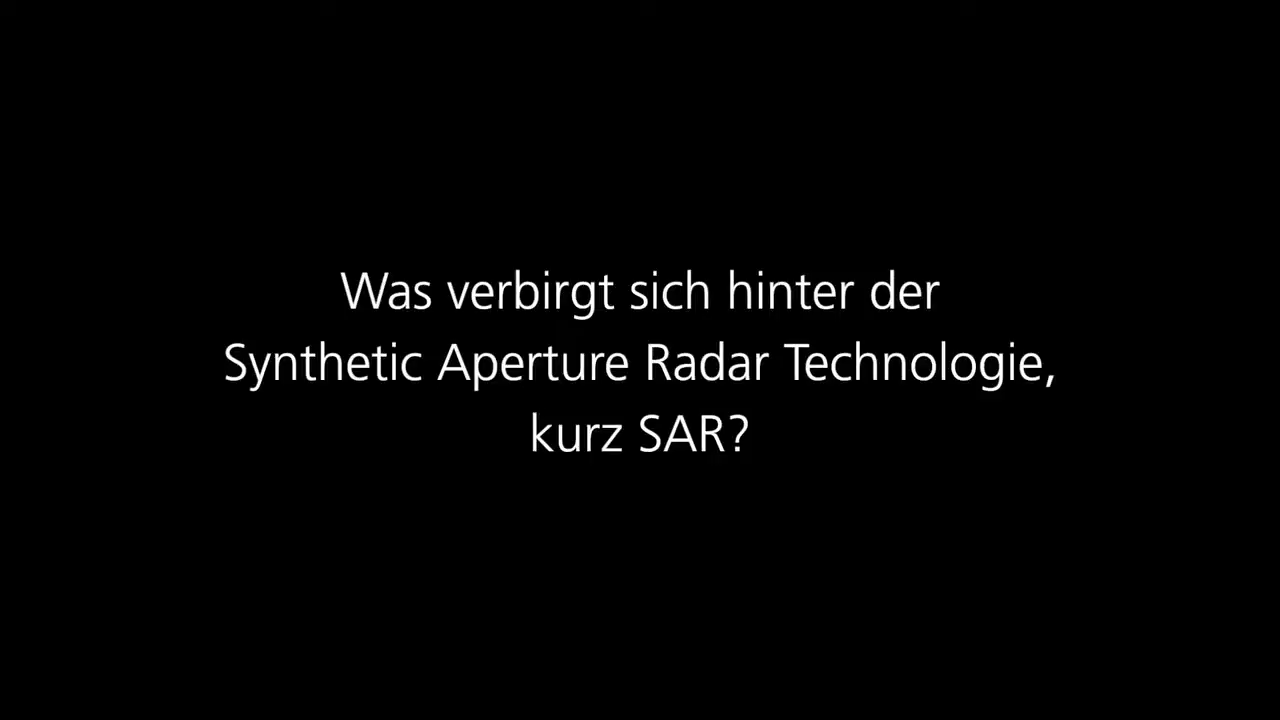 Was verbirgt sich hinter der
Synthetic Aperture Radar Technologie,
kurz SAR?